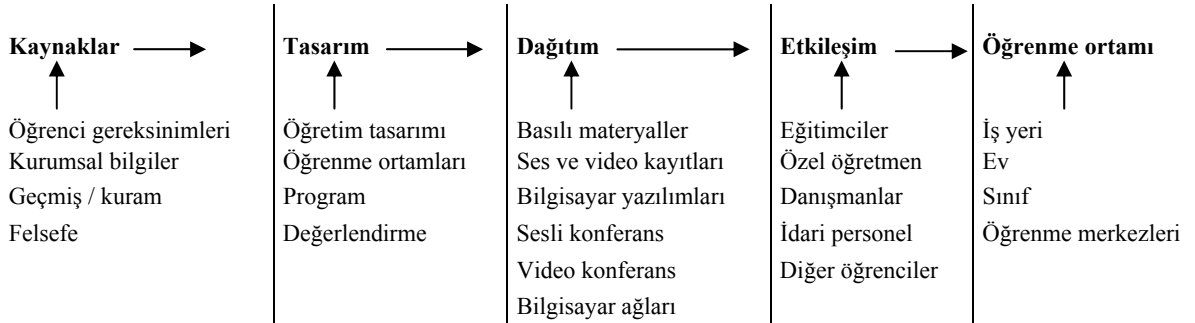 Kaynaklar
Öğrenci gereksinimleri
Kurumsal bilgiler
Geçmiş / kuram
Felsefe
Tasarım
Öğretim tasarımı
Öğrenme ortamları
Program
Değerlendirme
Dağıtım
Basılı materyaller
Ses ve video kayıtları
Bilgisayar yazılımları
Sesli konferans
Video konferans
Bilgisayar ağları
Etkileşim
Eğitimciler
Özel öğretmen
Danışmanlar
İdari personel
Diğer öğrenciler
Öğrenme ortamı
İş yeri
Ev
Sınıf
Öğrenme merkezleri